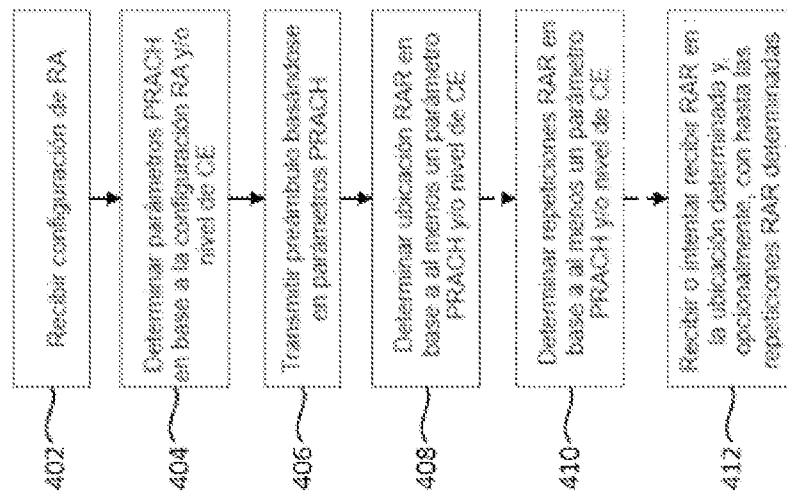 402
Recibir configuración de RA
404
Determinar parámetros PRACH
en base a la configuración RA y/o
nivel de CE
406
Transmitir preámbulo basándose
en parámetros PRACH
408
Determinar ubicación RAR en
base a al menos un parámetro
PRACH y/o nivel de CE
410
Determinar repeticiones RAR en
base a al menos un parámetro
PRACH y/o nivel de CE
412
Recibir o intentar recibir RAR en :
la ubicación determinada y,
opcionalmente, con hasta las
repeticiones RAR determinadas